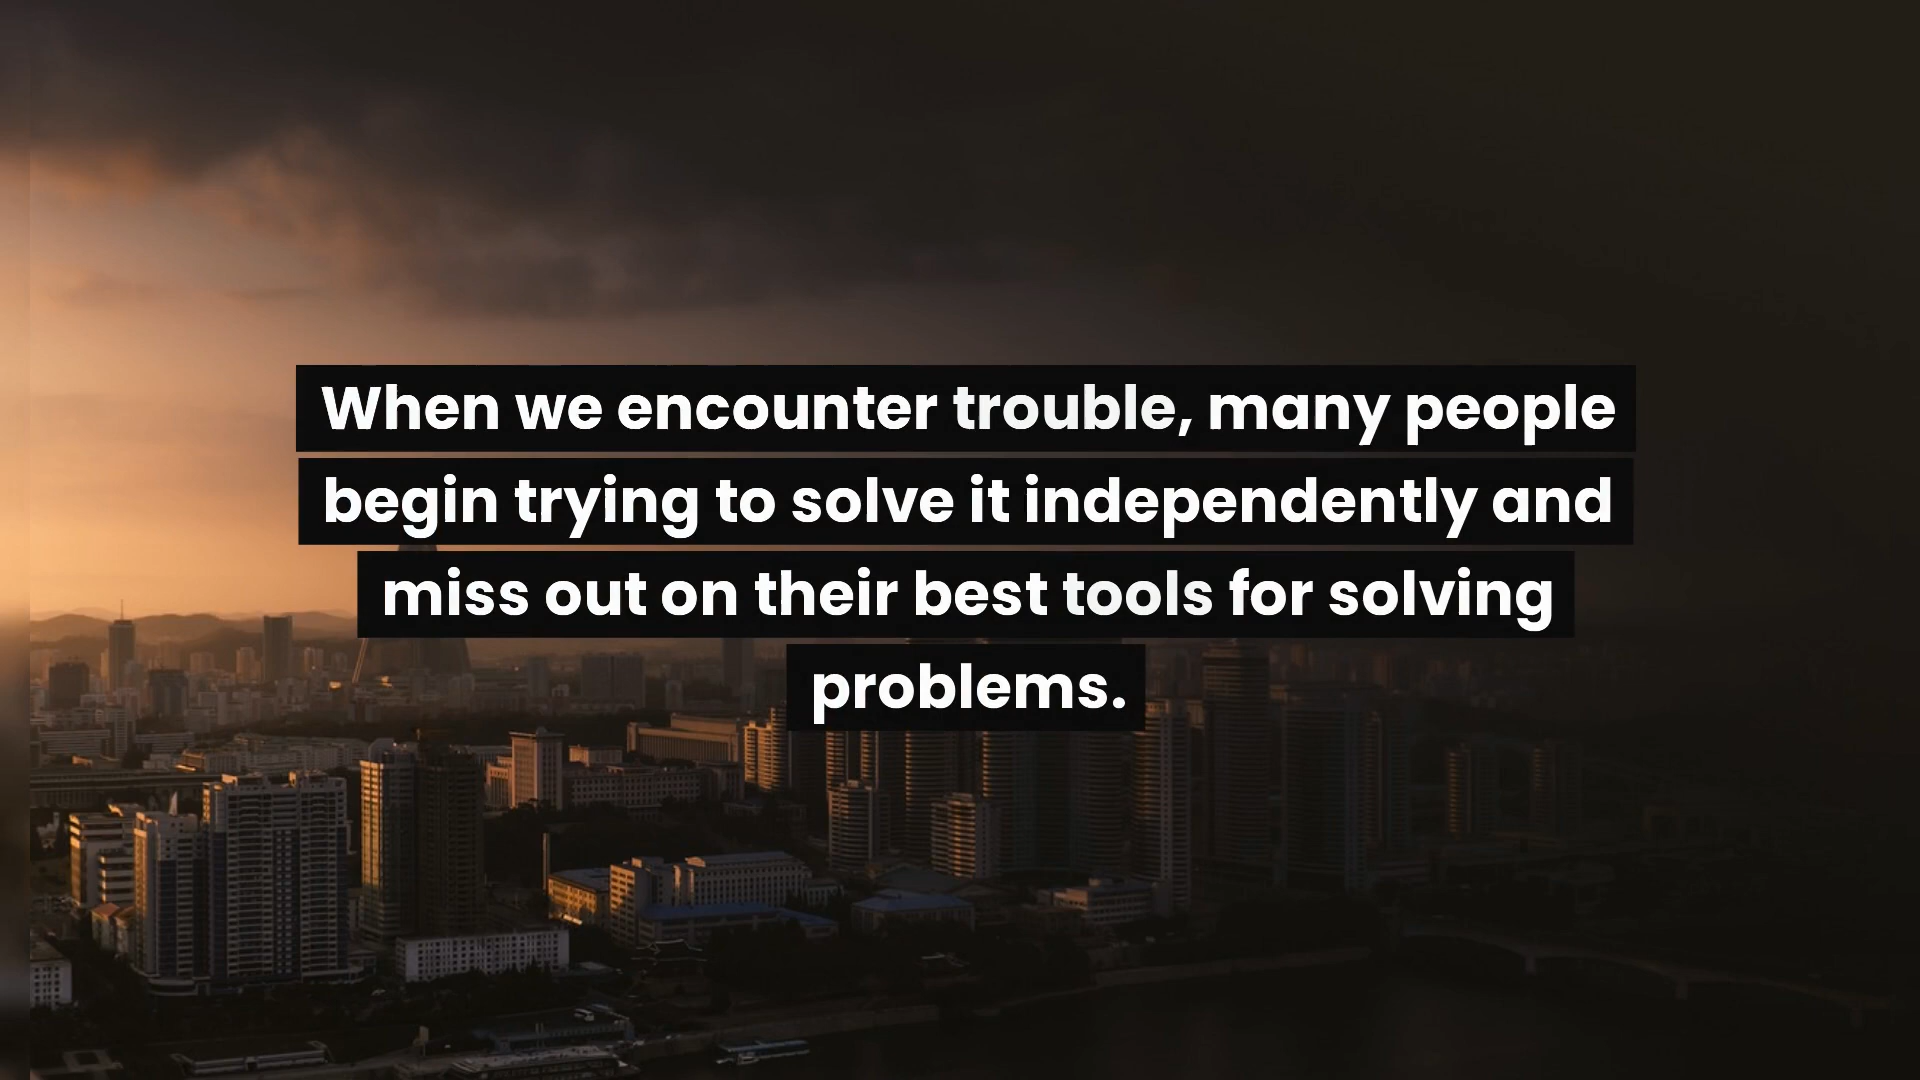 When we encounter trouble, many people
begin trying to solve it independently and
miss out on their best tools for solving
problems.